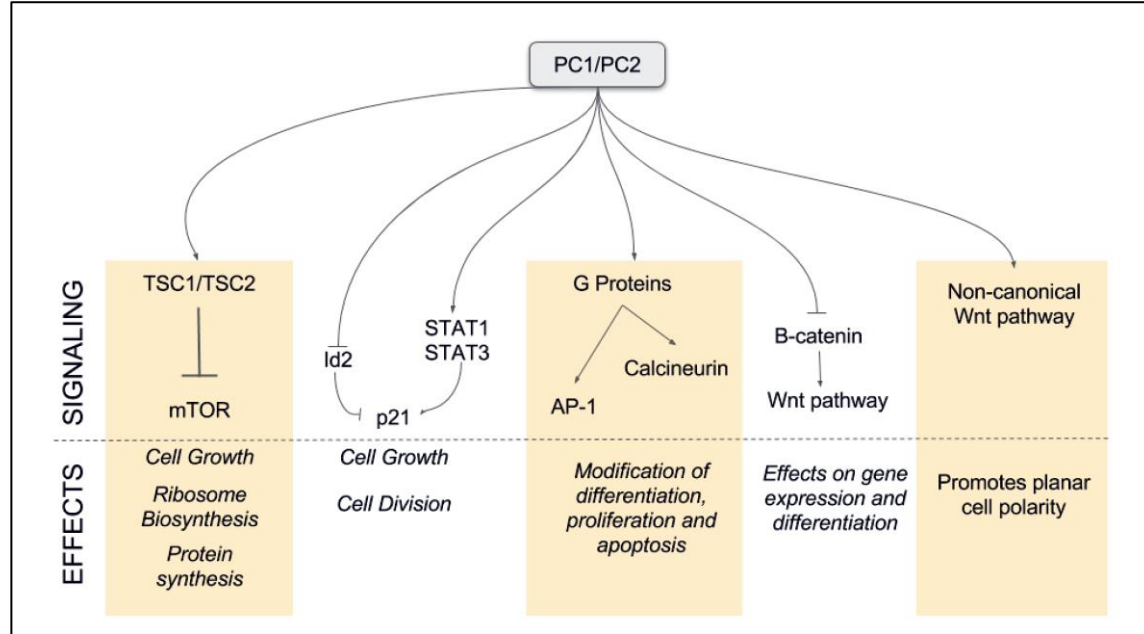 PC1/PC2
SIGNALING
TSC1/TSC2
mTOR
Id2
STAT1
STAT3
p21
G Proteins
Calcineurin
AP-1
B-catenin
Wnt pathway
Non-canonical
Wnt pathway
EFFECTS
Cell Growth
Ribosome
Biosynthesis
Protein
synthesis
Cell Growth
Cell Division
Modification of
differentiation,
proliferation and
apoptosis
Effects on gene
expression and
differentiation
Promotes planar
cell polarity